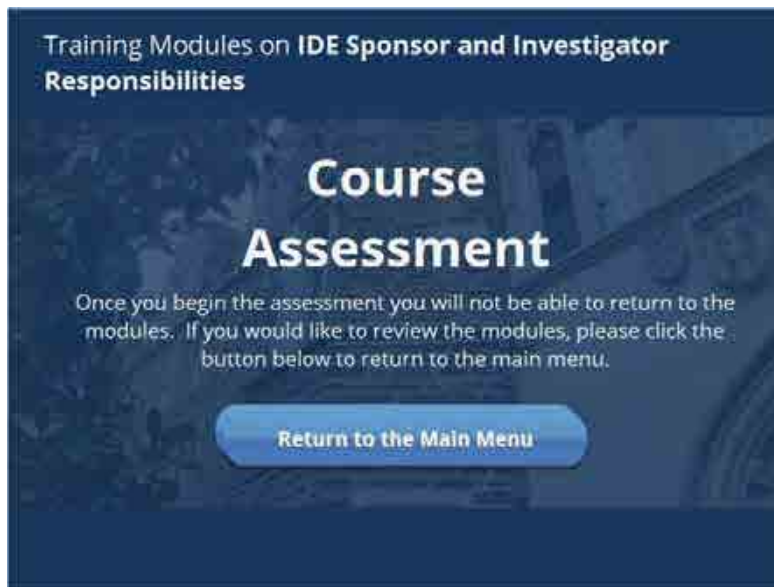 Training Modules on IDE Sponsor and Investigator
Responsibilities
Course
Assessment
Once you begin the assessment you will not be able to return to the
modules.  If you would like to review the modules, please click the
button below to return to the main menu.
Return to the Main Menu